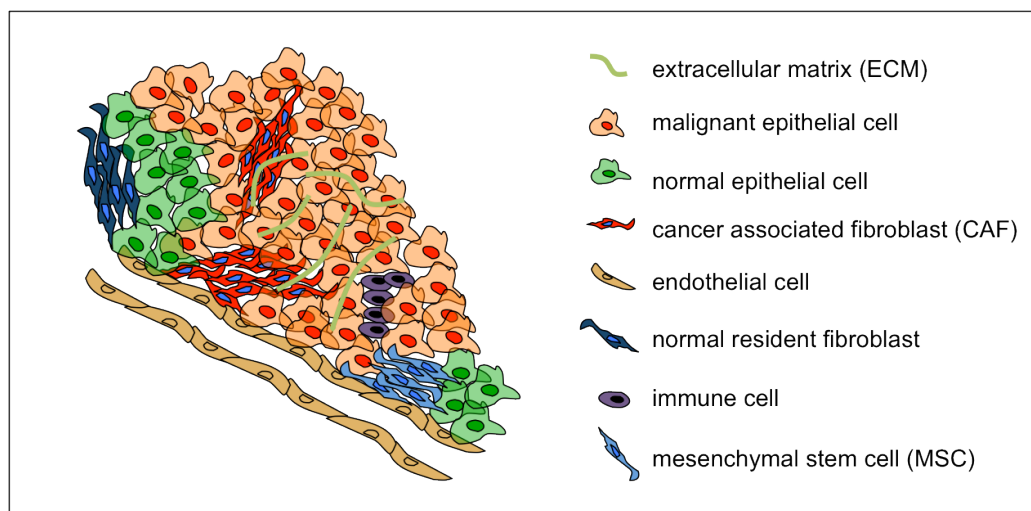 extracellular matrix (ECM)
malignant epithelial cell
normal epithelial cell
cancer associated fibroblast (CAF)
endothelial cell
normal resident fibroblast
immune cell
mesenchymal stem cell (MSC)